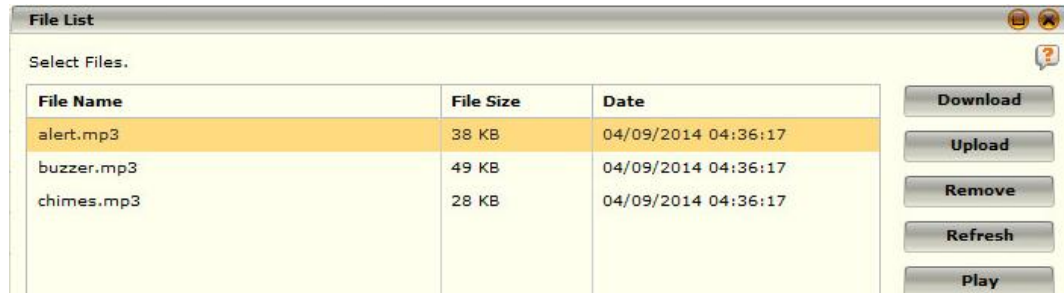 File List
Select Files.
?
File Name File Size Date
alert.mp3 38 KB 04/09/2014 04:36:17
buzzer.mp3 49 KB 04/09/2014 04:36:17
chimes.mp3 28 KB 04/09/2014 04:36:17
Download
Upload
Remove
Refresh
Play